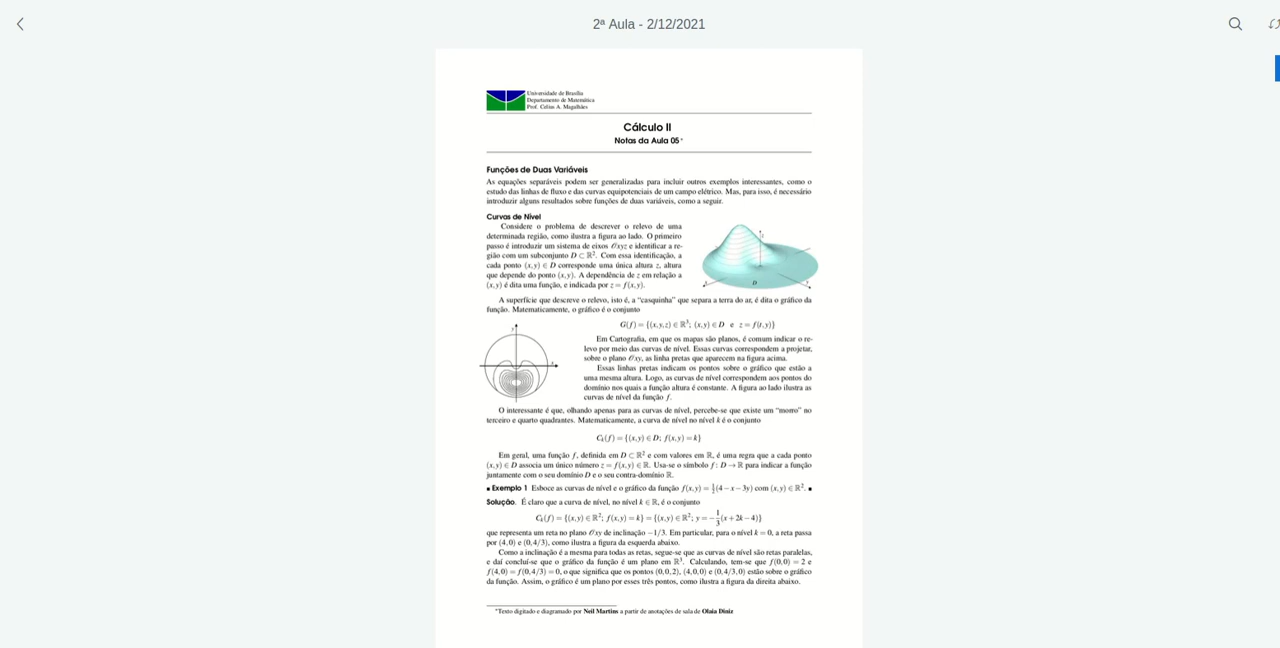 2ª Aula - 2/12/2021
Universidade de Brasília
Departamento de Matemática
Prof. Célius A. Magalhães
Cálculo II
Notas da Aula 05*
Funções de Duas Variáveis
As equações separáveis podem ser generalizadas para incluir outros exemplos interessantes, como o
estudo das linhas de fluxo e das curvas equipotenciais de um campo elétrico. Mas, para isso, é necessário
introduzir alguns resultados sobre funções de duas variáveis, como a seguir.
Curvas de Nível
Considere o problema de descrever o relevo de uma
determinada região, como ilustra a figura ao lado. O primeiro
passo é introduzir um sistema de eixos 𝒪xyz e identificar a re-
gião com um subconjunto D ⊂ ℝ². Com essa identificação, a
cada ponto (x,y) ∈ D corresponde uma única altura z, altura
que depende do ponto (x,y). A dependência de z em relação a
(x,y) é dita uma função, e indicada por z = f(x,y).
z
x
D
y
A superfície que descreve o relevo, isto é, a “casquinha” que separa a terra do ar, é dita o gráfico da
função. Matematicamente, o gráfico é o conjunto
G(f) = {(x,y,z) ∈ ℝ³; (x,y) ∈ D e z = f(t,y)}
y
x
Em Cartografia, em que os mapas são planos, é comum indicar o re-
levo por meio das curvas de nível. Essas curvas correspondem a projetar,
sobre o plano 𝒪xy, as linha pretas que aparecem na figura acima.
Essas linhas pretas indicam os pontos sobre o gráfico que estão a
uma mesma altura. Logo, as curvas de nível correspondem aos pontos do
domínio nos quais a função altura é constante. A figura ao lado ilustra as
curvas de nível da função f.
O interessante é que, olhando apenas para as curvas de nível, percebe-se que existe um “morro” no
terceiro e quarto quadrantes. Matematicamente, a curva de nível no nível k é o conjunto
Cₖ(f) = {(x,y) ∈ D; f(x,y) = k}
Em geral, uma função f, definida em D ⊂ ℝ² e com valores em ℝ, é uma regra que a cada ponto
(x,y) ∈ D associa um único número z = f(x,y) ∈ ℝ. Usa-se o símbolo f : D → ℝ para indicar a função
juntamente com o seu domínio D e o seu contra-domínio ℝ.
▪ Exemplo 1 Esboce as curvas de nível e o gráfico da função f(x,y) = ½(4 − x − 3y) com (x,y) ∈ ℝ². ▪
Solução. É claro que a curva de nível, no nível k ∈ ℝ, é o conjunto
Cₖ(f) = {(x,y) ∈ ℝ²; f(x,y) = k} = {(x,y) ∈ ℝ²; y = −1/3(x + 2k − 4)}
que representa um reta no plano 𝒪xy de inclinação −1/3. Em particular, para o nível k = 0, a reta passa
por (4,0) e (0,4/3), como ilustra a figura da esquerda abaixo.
Como a inclinação é a mesma para todas as retas, segue-se que as curvas de nível são retas paralelas,
e daí concluí-se que o gráfico da função é um plano em ℝ³. Calculando, tem-se que f(0,0) = 2 e
f(4,0) = f(0,4/3) = 0, o que significa que os pontos (0,0,2), (4,0,0) e (0,4/3,0) estão sobre o gráfico
da função. Assim, o gráfico é um plano por esses três pontos, como ilustra a figura da direita abaixo.
*Texto digitado e diagramado por Neil Martins a partir de anotações de sala de Olaia Diniz